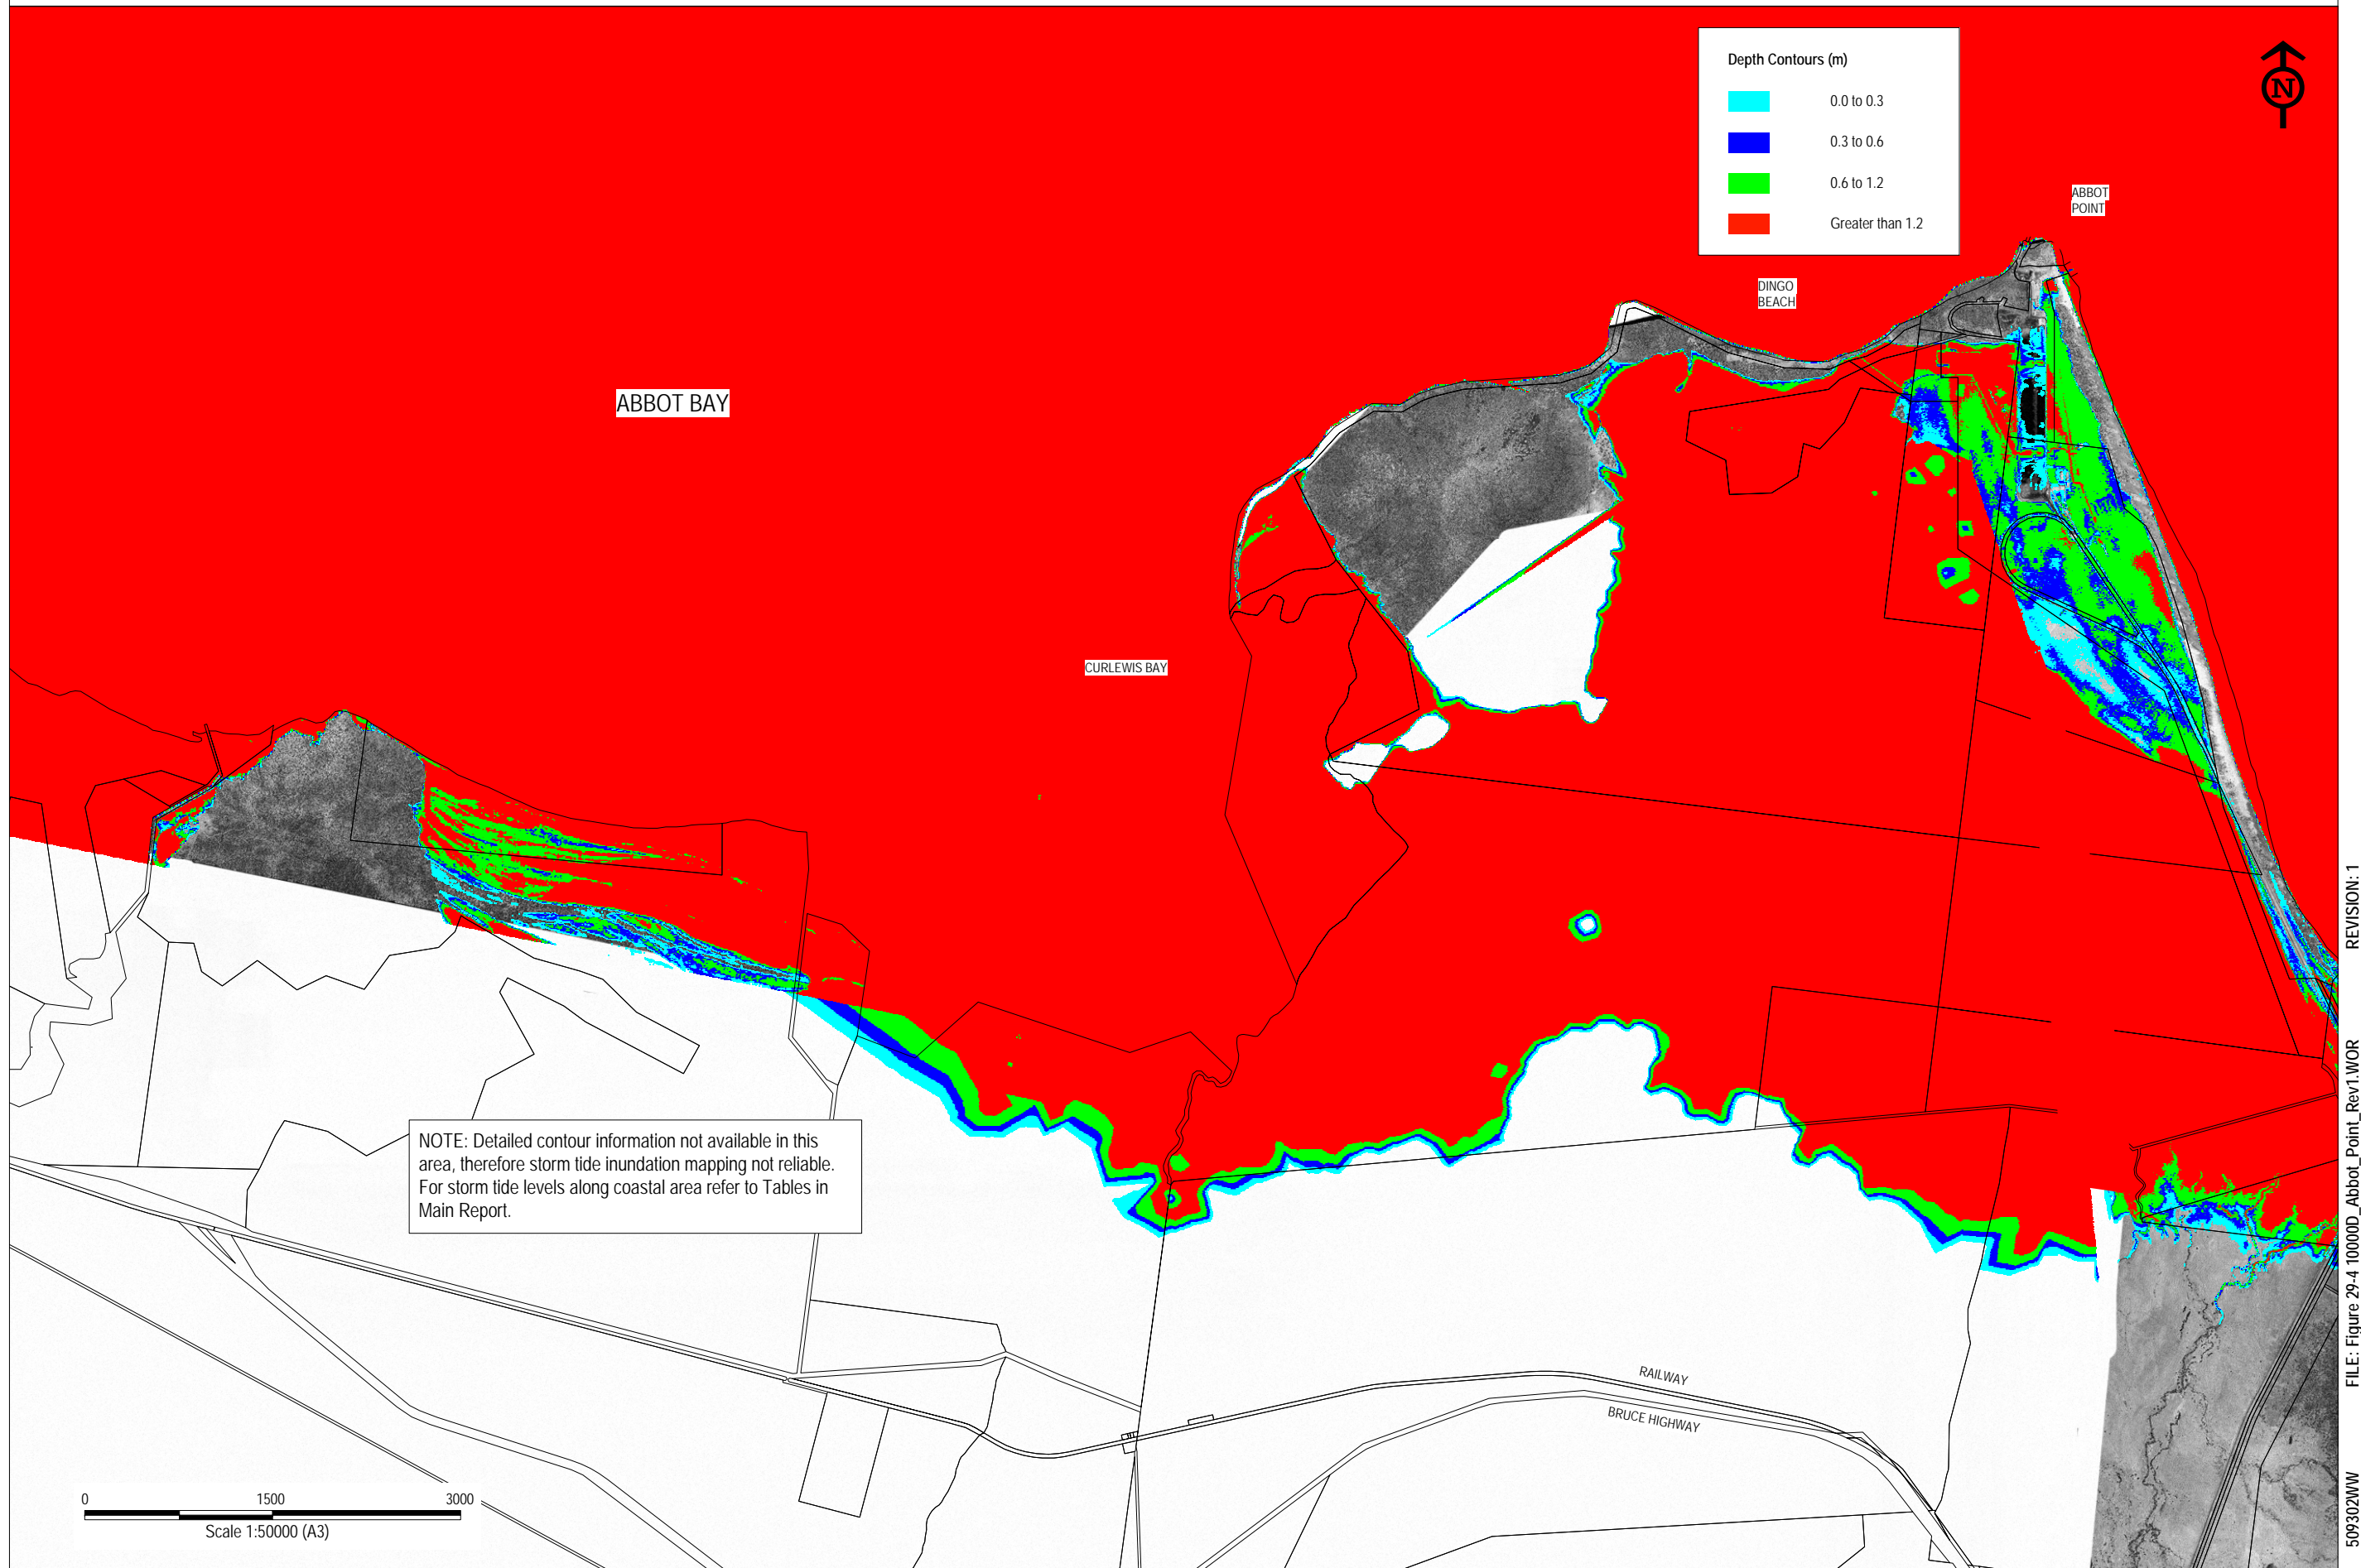 Depth Contours (m)
0.0 to 0.3
0.3 to 0.6
0.6 to 1.2
Greater than 1.2
N
ABBOT
POINT
DINGO
BEACH
ABBOT BAY
CURLEWIS BAY
NOTE: Detailed contour information not available in this
area, therefore storm tide inundation mapping not reliable.
For storm tide levels along coastal area refer to Tables in
Main Report.
RAILWAY
BRUCE HIGHWAY
0 1500 3000
Scale 1:50000 (A3)
509302WW FILE: Figure 29-4 10000D_Abbot_Point_Rev1.WOR REVISION: 1